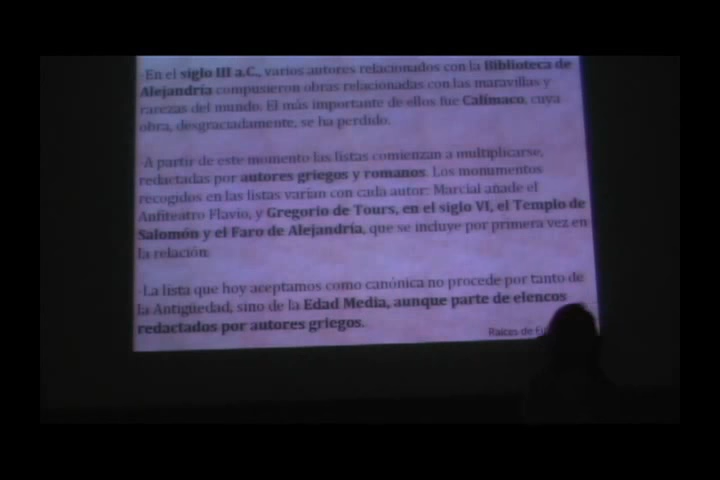 -En el siglo III a.C., varios autores relacionados con la Biblioteca de
Alejandría compusieron obras relacionadas con las maravillas y
rarezas del mundo. El más importante de ellos fue Calímaco, cuya
obra, desgraciadamente, se ha perdido.
-A partir de este momento las listas comienzan a multiplicarse,
redactadas por autores griegos y romanos. Los monumentos
recogidos en las listas varían con cada autor: Marcial añade el
Anfiteatro Flavio, y Gregorio de Tours, en el siglo VI, el Templo de
Salomón y el Faro de Alejandría, que se incluye por primera vez en
la relación.
-La lista que hoy aceptamos como canónica no procede por tanto de
la Antigüedad, sino de la Edad Media, aunque parte de elencos
redactados por autores griegos.
Raíces de